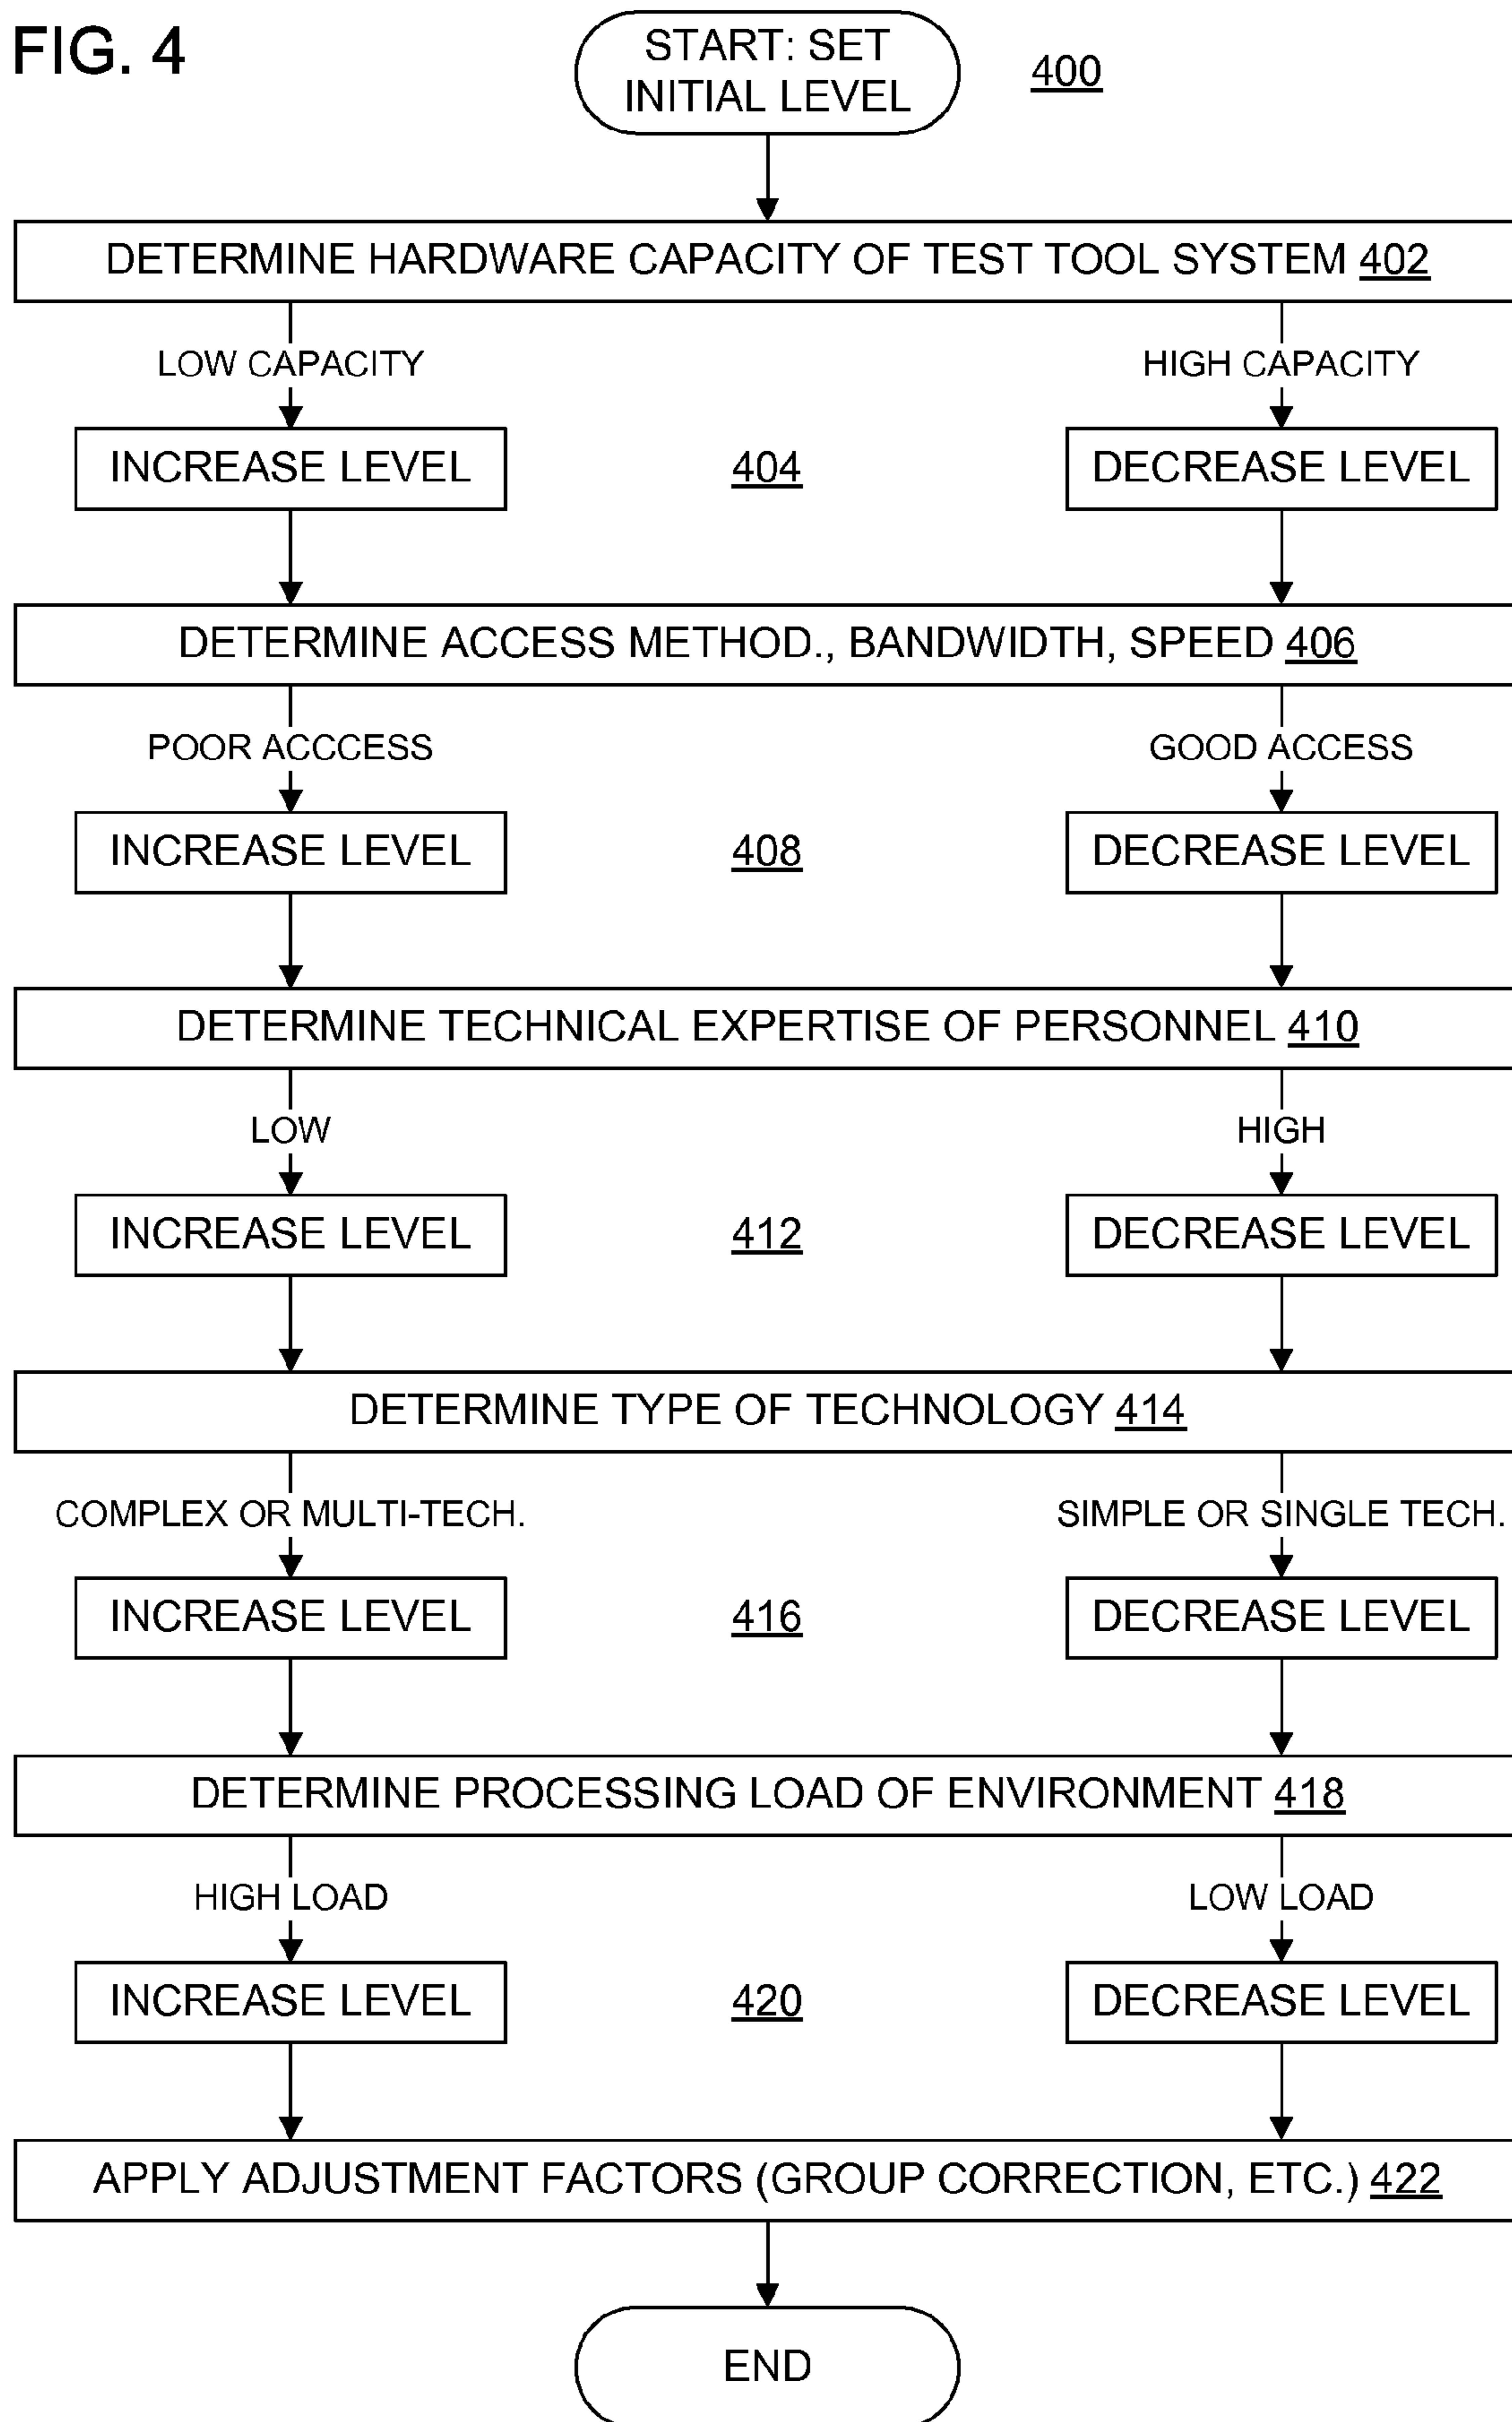 FIG. 4
START: SET
INITIAL LEVEL
400
DETERMINE HARDWARE CAPACITY OF TEST TOOL SYSTEM 402
LOW CAPACITY
HIGH CAPACITY
INCREASE LEVEL
404
DECREASE LEVEL
DETERMINE ACCESS METHOD., BANDWIDTH, SPEED 406
POOR ACCCESS
GOOD ACCESS
INCREASE LEVEL
408
DECREASE LEVEL
DETERMINE TECHNICAL EXPERTISE OF PERSONNEL 410
LOW
HIGH
INCREASE LEVEL
412
DECREASE LEVEL
DETERMINE TYPE OF TECHNOLOGY 414
COMPLEX OR MULTI-TECH.
SIMPLE OR SINGLE TECH.
INCREASE LEVEL
416
DECREASE LEVEL
DETERMINE PROCESSING LOAD OF ENVIRONMENT 418
HIGH LOAD
LOW LOAD
INCREASE LEVEL
420
DECREASE LEVEL
APPLY ADJUSTMENT FACTORS (GROUP CORRECTION, ETC.) 422
END